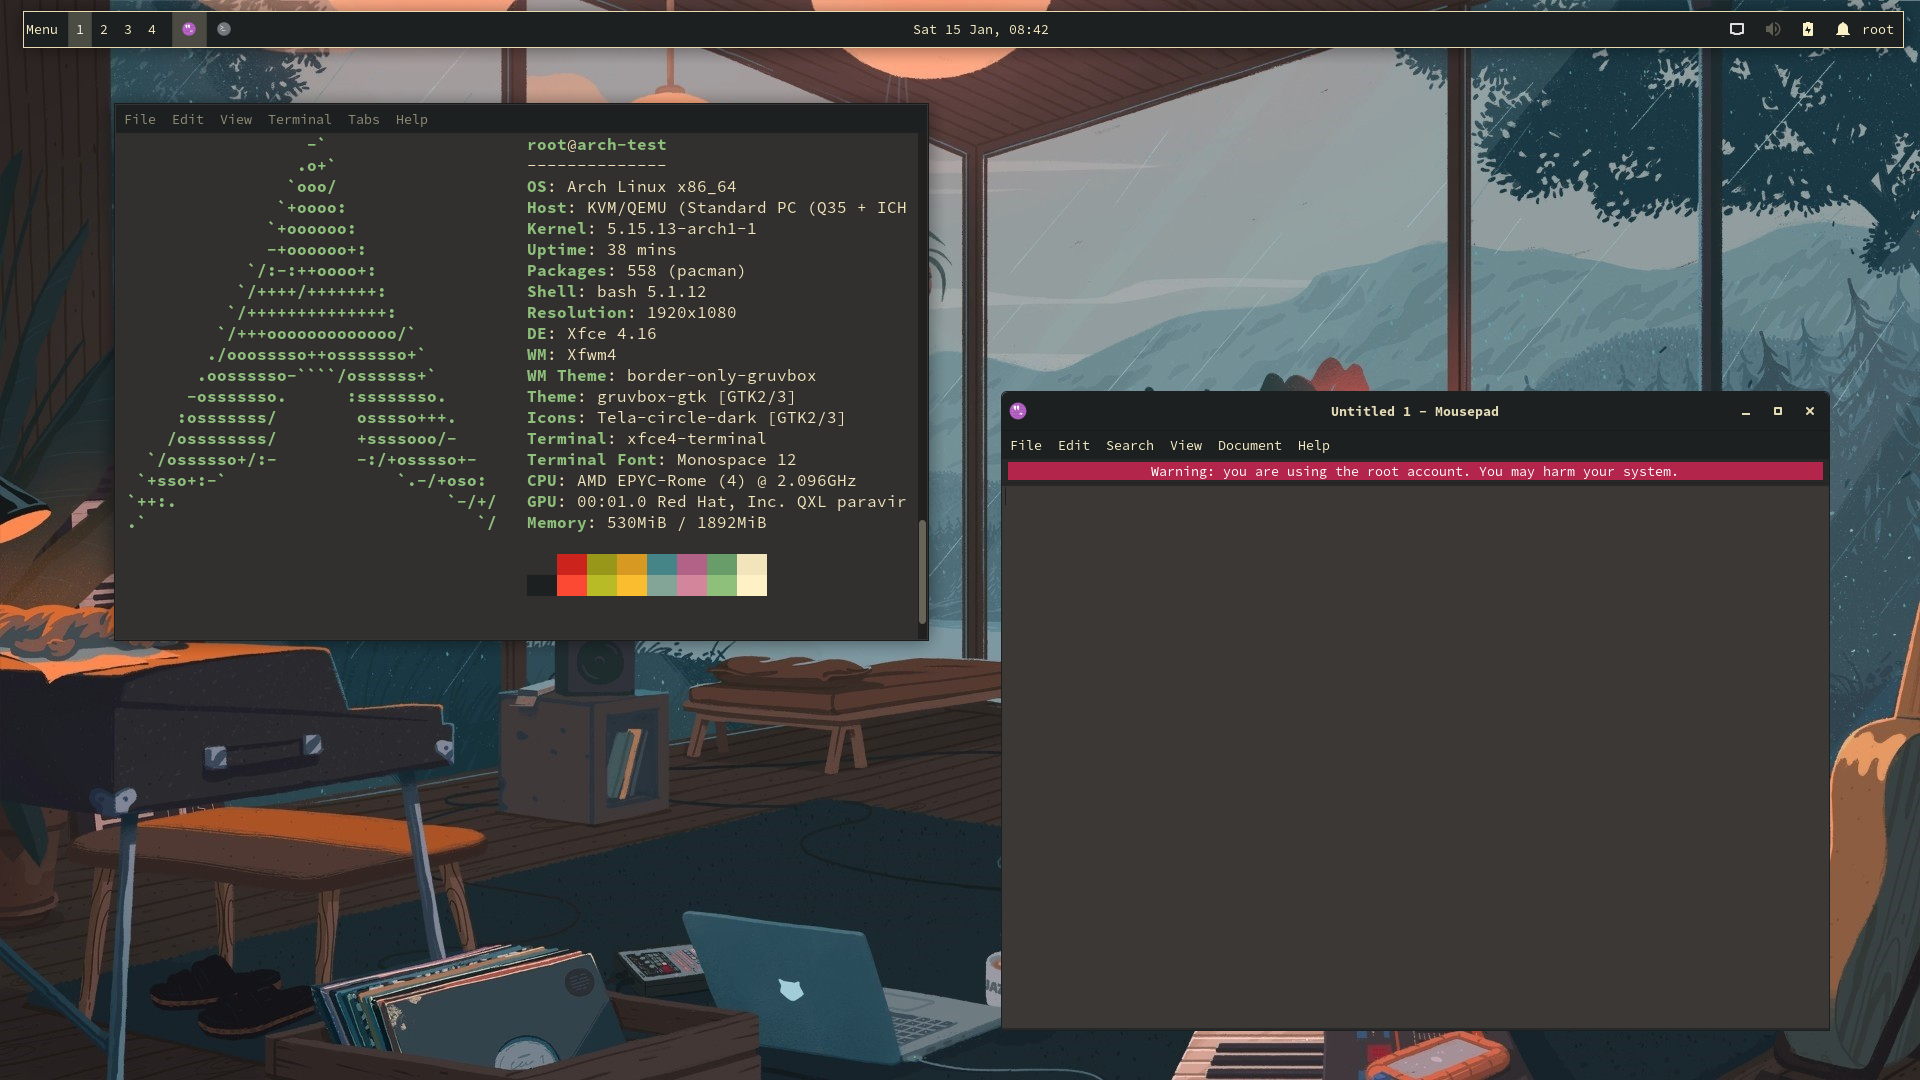 Menu 1 2 3 4
Sat 15 Jan, 08:42
root
File Edit View Terminal Tabs Help
                  -`
                 .o+`
                `ooo/
               `+oooo:
              `+oooooo:
              -+oooooo+:
            `/:-:++oooo+:
           `/++++/+++++++:
          `/++++++++++++++:
         `/+++ooooooooooooo/`
        ./ooosssso++osssssso+`
       .oossssso-````/ossssss+`
      -osssssso.      :ssssssso.
     :osssssss/        osssso+++.
    /ossssssss/        +ssssooo/-
  `/ossssso+/:-        -:/+osssso+-
 `+sso+:-`                 `.-/+oso:
`++:.                           `-/+/
.`                                 `/
root@arch-test
--------------
OS: Arch Linux x86_64
Host: KVM/QEMU (Standard PC (Q35 + ICH
Kernel: 5.15.13-arch1-1
Uptime: 38 mins
Packages: 558 (pacman)
Shell: bash 5.1.12
Resolution: 1920x1080
DE: Xfce 4.16
WM: Xfwm4
WM Theme: border-only-gruvbox
Theme: gruvbox-gtk [GTK2/3]
Icons: Tela-circle-dark [GTK2/3]
Terminal: xfce4-terminal
Terminal Font: Monospace 12
CPU: AMD EPYC-Rome (4) @ 2.096GHz
GPU: 00:01.0 Red Hat, Inc. QXL paravir
Memory: 530MiB / 1892MiB
Untitled 1 - Mousepad
File Edit Search View Document Help
Warning: you are using the root account. You may harm your system.